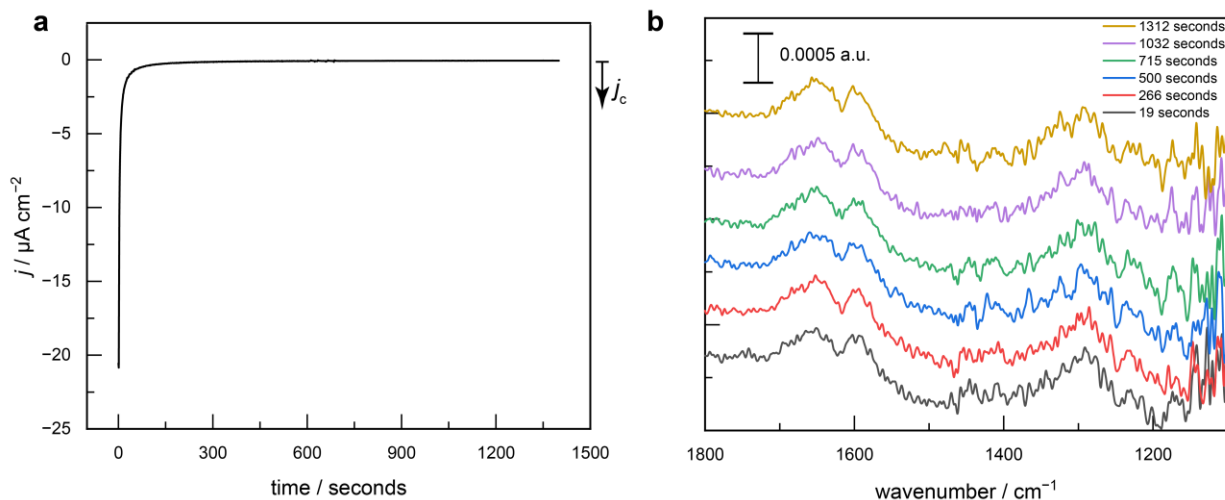 a
0
−5
−10
−15
−20
−25
j / µA cm⁻²
0 300 600 900 1200 1500
time / seconds
j_c
b
0.0005 a.u.
1312 seconds
1032 seconds
715 seconds
500 seconds
266 seconds
19 seconds
1800 1600 1400 1200
wavenumber / cm⁻¹